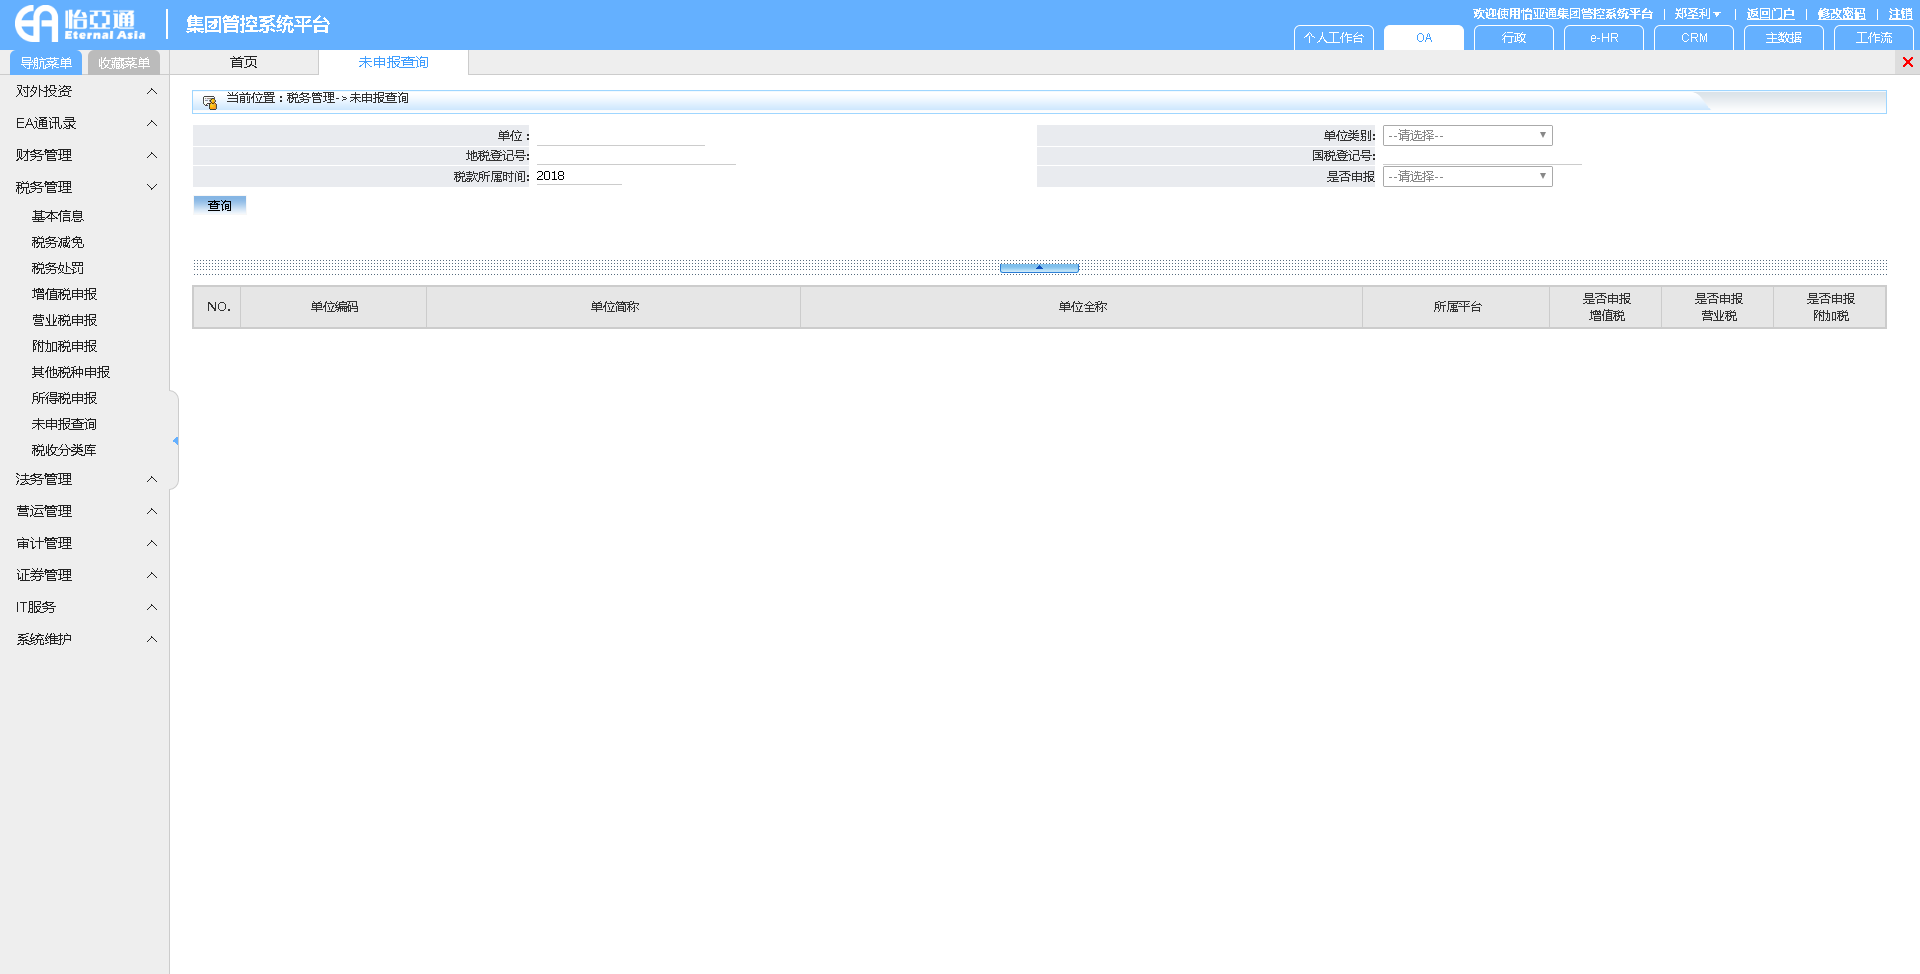 怡亞通
Eternal Asia
集团管控系统平台
欢迎使用怡亚通集团管控系统平台 | 郑圣利▼ | 返回门户 | 修改密码 | 注销
个人工作台 OA 行政 e-HR CRM 主数据 工作流
导航菜单 收藏菜单 首页 未申报查询
对外投资
EA通讯录
财务管理
税务管理
基本信息
税务减免
税务处罚
增值税申报
营业税申报
附加税申报
其他税种申报
所得税申报
未申报查询
税收分类库
法务管理
营运管理
审计管理
证券管理
IT服务
系统维护
当前位置：税务管理->未申报查询
单位： 单位类别: --请选择--
地税登记号: 国税登记号:
税款所属时间: 2018 是否申报 --请选择--
查询
NO. 单位编码 单位简称 单位全称 所属平台 是否申报 是否申报 是否申报
增值税 营业税 附加税